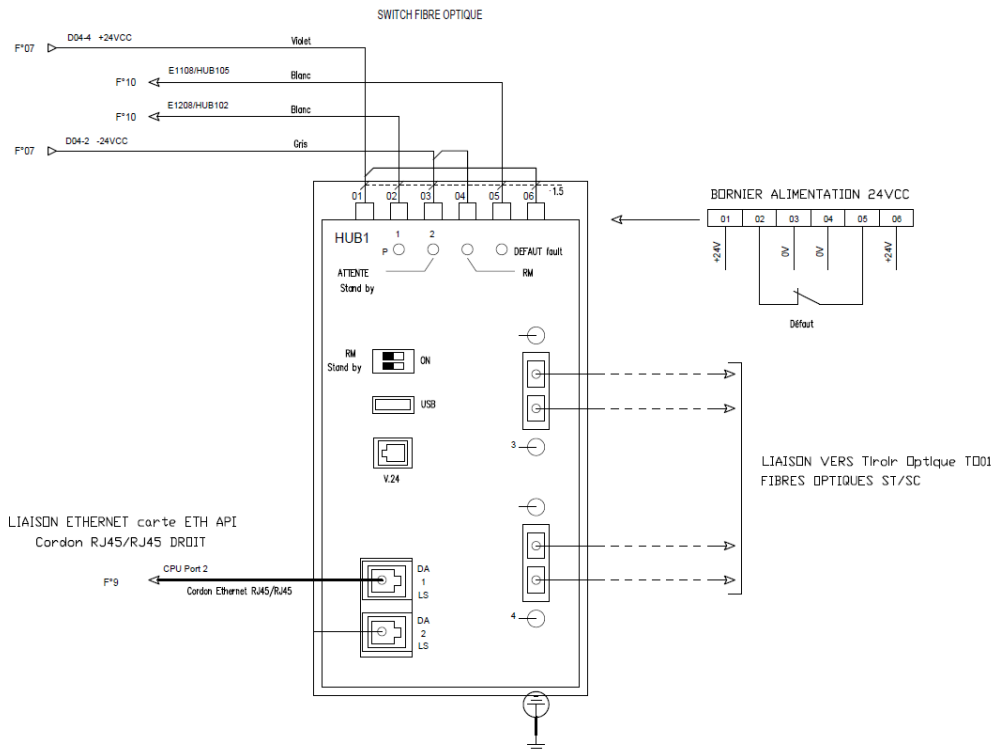 SWITCH FIBRE OPTIQUE
F°07 D04-4 +24VCC Violet
F°10 E1108/HUB105 Blanc
F°10 E1208/HUB102 Blanc
F°07 D04-2 -24VCC Gris
01 02 03 04 05 06 1.5
HUB1
P 1 2 DEFAUT fault
ATTENTE
Stand by
RM
RM
Stand by
ON
USB
V.24
3
4
DA
1
LS
DA
2
LS
LIAISON ETHERNET carte ETH API
Cordon RJ45/RJ45 DROIT
F°9 CPU Port 2
Cordon Ethernet RJ45/RJ45
BORNIER ALIMENTATION 24VCC
01 02 03 04 05 06
+24V 0V 0V +24V
Défaut
LIAISON VERS Tiroir Optique TO01
FIBRES OPTIQUES ST/SC